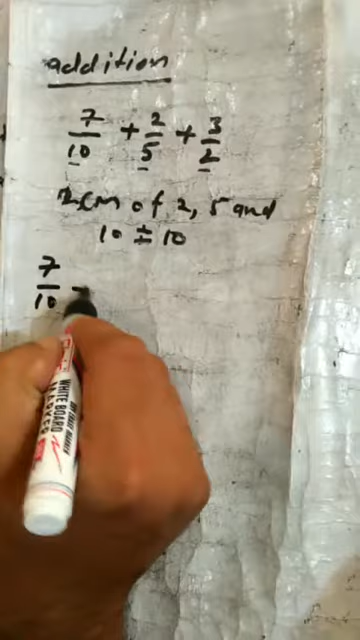 addition
7/10 + 2/5 + 3/2
LCM of 2, 5 and
10 = 10
7/10
WHITE BOARD
MARKER